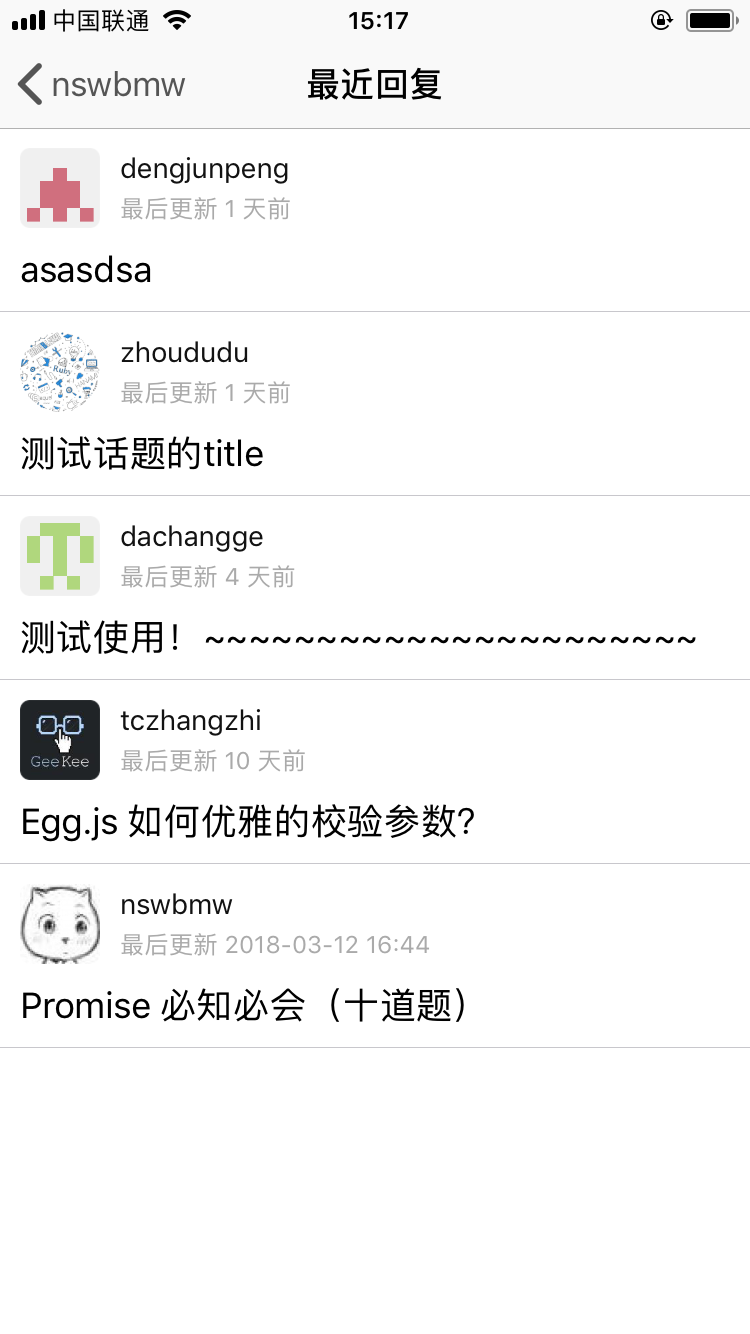 中国联通
15:17
nswbmw
最近回复
dengjunpeng
最后更新 1 天前
asasdsa
Ruby
zhoududu
最后更新 1 天前
测试话题的title
dachangge
最后更新 4 天前
测试使用！~~~~~~~~~~~~~~~~~~~~~~
GeeKee
tczhangzhi
最后更新 10 天前
Egg.js 如何优雅的校验参数?
nswbmw
最后更新 2018-03-12 16:44
Promise 必知必会（十道题）